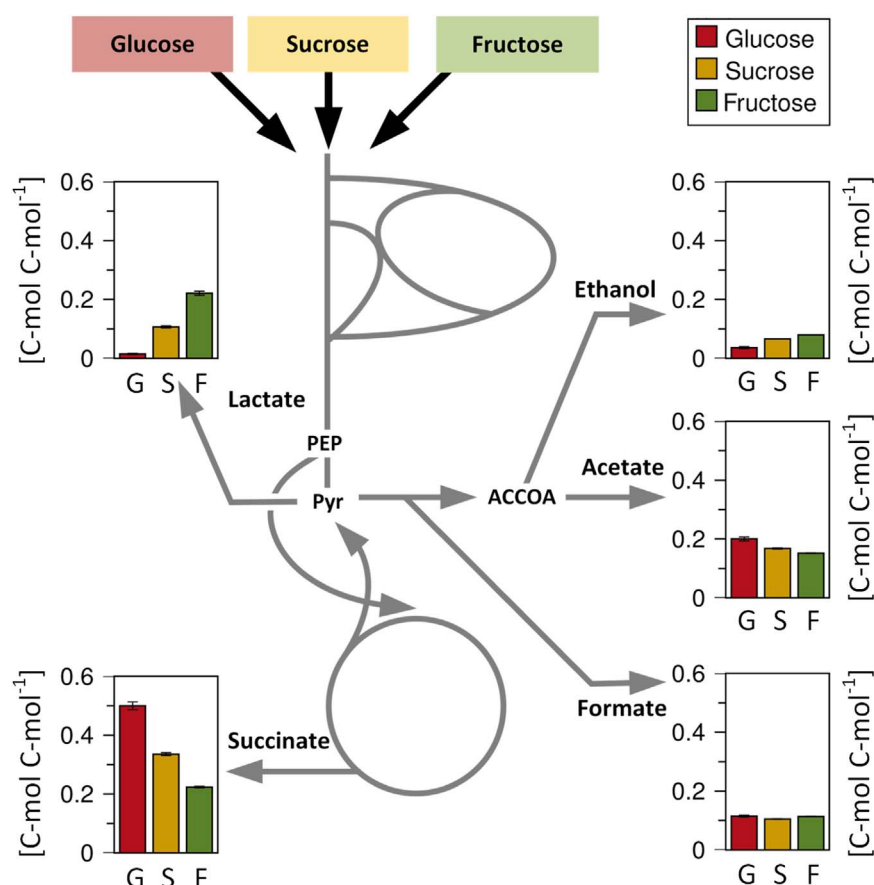 Glucose
Sucrose
Fructose
Glucose
Sucrose
Fructose
[C-mol C-mol⁻¹]
0.6
0.4
0.2
0
G S F
Lactate
[C-mol C-mol⁻¹]
0.6
0.4
0.2
0
G S F
Ethanol
PEP
Pyr
ACCOA
Acetate
[C-mol C-mol⁻¹]
0.6
0.4
0.2
0
G S F
[C-mol C-mol⁻¹]
0.6
0.4
0.2
0
G S F
Succinate
Formate
[C-mol C-mol⁻¹]
0.6
0.4
0.2
0
G S F